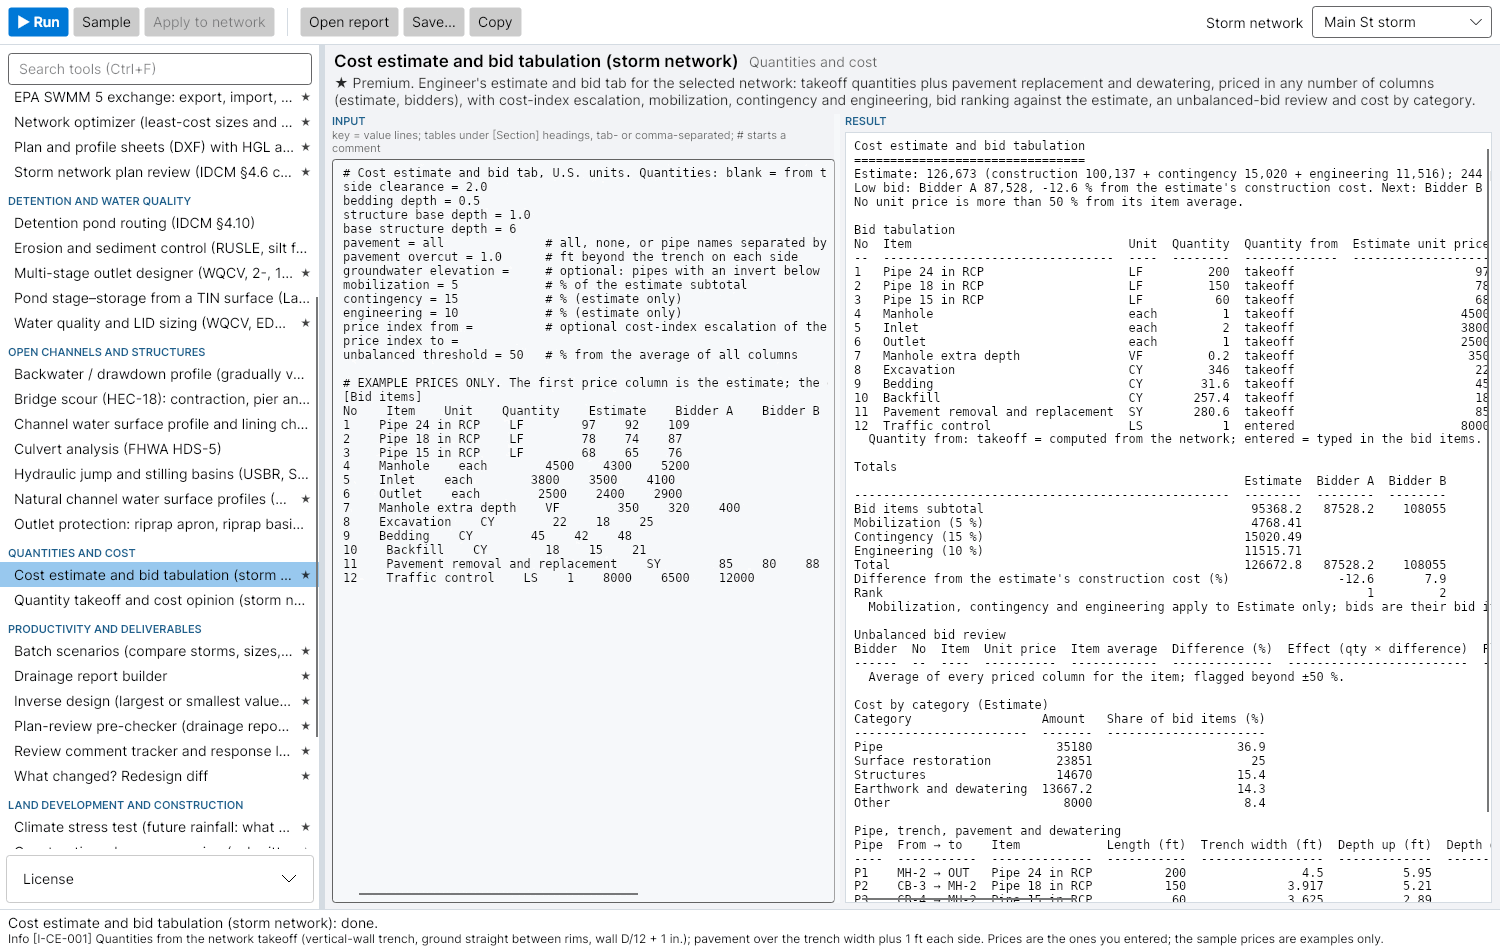 Run Sample Apply to network Open report Save... Copy Storm network Main St storm
Search tools (Ctrl+F)
EPA SWMM 5 exchange: export, import, ... ★
Network optimizer (least-cost sizes and ... ★
Plan and profile sheets (DXF) with HGL a... ★
Storm network plan review (IDCM §4.6 c... ★
DETENTION AND WATER QUALITY
Detention pond routing (IDCM §4.10)
Erosion and sediment control (RUSLE, silt f...
Multi-stage outlet designer (WQCV, 2-, 1... ★
Pond stage–storage from a TIN surface (La...
Water quality and LID sizing (WQCV, ED... ★
OPEN CHANNELS AND STRUCTURES
Backwater / drawdown profile (gradually v...
Bridge scour (HEC-18): contraction, pier an...
Channel water surface profile and lining ch...
Culvert analysis (FHWA HDS-5)
Hydraulic jump and stilling basins (USBR, S...
Natural channel water surface profiles (... ★
Outlet protection: riprap apron, riprap basi...
QUANTITIES AND COST
Cost estimate and bid tabulation (storm ... ★
Quantity takeoff and cost opinion (storm n...
PRODUCTIVITY AND DELIVERABLES
Batch scenarios (compare storms, sizes,... ★
Drainage report builder ★
Inverse design (largest or smallest value... ★
Plan-review pre-checker (drainage repo... ★
Review comment tracker and response l... ★
What changed? Redesign diff ★
LAND DEVELOPMENT AND CONSTRUCTION
Climate stress test (future rainfall: what ... ★
License
Cost estimate and bid tabulation (storm network) Quantities and cost
★ Premium. Engineer's estimate and bid tab for the selected network: takeoff quantities plus pavement replacement and dewatering, priced in any number of columns
(estimate, bidders), with cost-index escalation, mobilization, contingency and engineering, bid ranking against the estimate, an unbalanced-bid review and cost by category.
INPUT
key = value lines; tables under [Section] headings, tab- or comma-separated; # starts a
comment
# Cost estimate and bid tab, U.S. units. Quantities: blank = from t
side clearance = 2.0
bedding depth = 0.5
structure base depth = 1.0
base structure depth = 6
pavement = all # all, none, or pipe names separated by
pavement overcut = 1.0 # ft beyond the trench on each side
groundwater elevation = # optional: pipes with an invert below
mobilization = 5 # % of the estimate subtotal
contingency = 15 # % (estimate only)
engineering = 10 # % (estimate only)
price index from = # optional cost-index escalation of the
price index to =
unbalanced threshold = 50 # % from the average of all columns
# EXAMPLE PRICES ONLY. The first price column is the estimate; the
[Bid items]
No Item Unit Quantity Estimate Bidder A Bidder B
1 Pipe 24 in RCP LF 97 92 109
2 Pipe 18 in RCP LF 78 74 87
3 Pipe 15 in RCP LF 68 65 76
4 Manhole each 4500 4300 5200
5 Inlet each 3800 3500 4100
6 Outlet each 2500 2400 2900
7 Manhole extra depth VF 350 320 400
8 Excavation CY 22 18 25
9 Bedding CY 45 42 48
10 Backfill CY 18 15 21
11 Pavement removal and replacement SY 85 80 88
12 Traffic control LS 1 8000 6500 12000
RESULT
Cost estimate and bid tabulation
================================
Estimate: 126,673 (construction 100,137 + contingency 15,020 + engineering 11,516); 244
Low bid: Bidder A 87,528, -12.6 % from the estimate's construction cost. Next: Bidder B
No unit price is more than 50 % from its item average.
Bid tabulation
No Item Unit Quantity Quantity from Estimate unit price
1 Pipe 24 in RCP LF 200 takeoff 97
2 Pipe 18 in RCP LF 150 takeoff 78
3 Pipe 15 in RCP LF 60 takeoff 68
4 Manhole each 1 takeoff 4500
5 Inlet each 2 takeoff 3800
6 Outlet each 1 takeoff 2500
7 Manhole extra depth VF 0.2 takeoff 350
8 Excavation CY 346 takeoff 22
9 Bedding CY 31.6 takeoff 45
10 Backfill CY 257.4 takeoff 18
11 Pavement removal and replacement SY 280.6 takeoff 85
12 Traffic control LS 1 entered 8000
Quantity from: takeoff = computed from the network; entered = typed in the bid items.
Totals
Estimate Bidder A Bidder B
Bid items subtotal 95368.2 87528.2 108055
Mobilization (5 %) 4768.41
Contingency (15 %) 15020.49
Engineering (10 %) 11515.71
Total 126672.8 87528.2 108055
Difference from the estimate's construction cost (%) -12.6 7.9
Rank 1 2
Mobilization, contingency and engineering apply to Estimate only; bids are their bid i
Unbalanced bid review
Bidder No Item Unit price Item average Difference (%) Effect (qty × difference)
Average of every priced column for the item; flagged beyond ±50 %.
Cost by category (Estimate)
Category Amount Share of bid items (%)
Pipe 35180 36.9
Surface restoration 23851 25
Structures 14670 15.4
Earthwork and dewatering 13667.2 14.3
Other 8000 8.4
Pipe, trench, pavement and dewatering
Pipe From → to Item Length (ft) Trench width (ft) Depth up (ft) Depth
P1 MH-2 → OUT Pipe 24 in RCP 200 4.5 5.95
P2 CB-3 → MH-2 Pipe 18 in RCP 150 3.917 5.21
P3 CB-4 → MH-2 Pipe 15 in RCP 60 3.625 2.89
Cost estimate and bid tabulation (storm network): done.
Info [I-CE-001] Quantities from the network takeoff (vertical-wall trench, ground straight between rims, wall D/12 + 1 in.); pavement over the trench width plus 1 ft each side. Prices are the ones you entered; the sample prices are examples only.